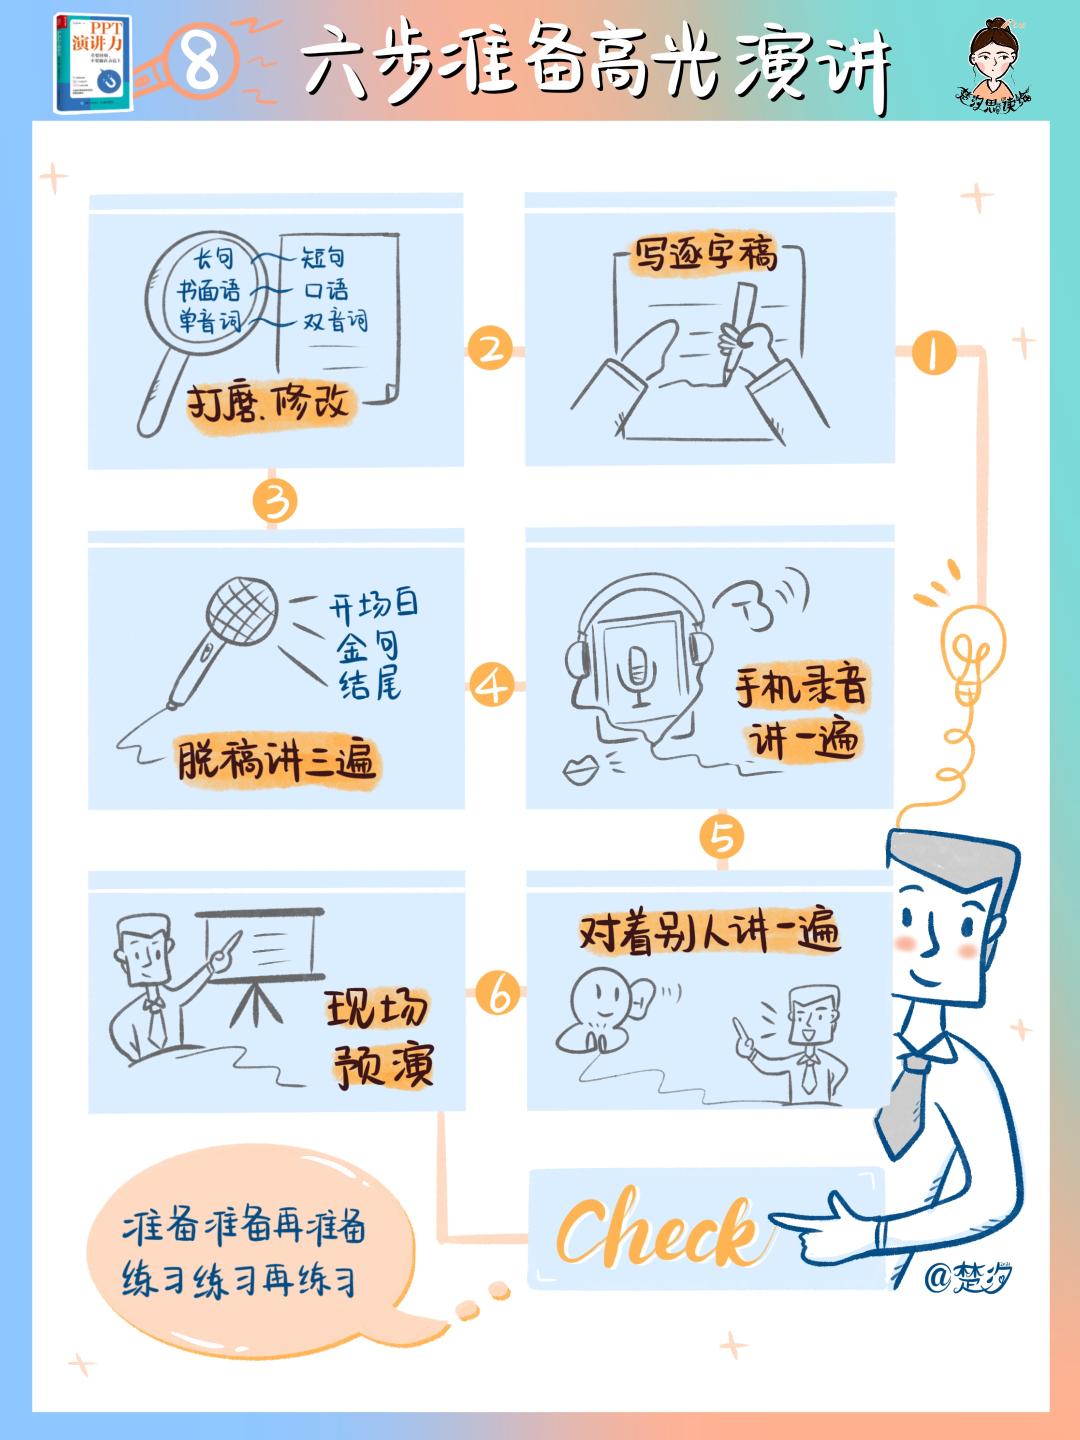 PPT
演讲力
8
六步准备高光演讲
楚汐思维读绘
1
写逐字稿
2
长句 短句
书面语 口语
单音词 双音词
打磨.修改
3
开场白
金句
结尾
脱稿讲三遍
4
手机录音
讲一遍
5
对着别人讲一遍
6
现场
预演
Check
准备准备再准备
练习练习再练习
@楚汐